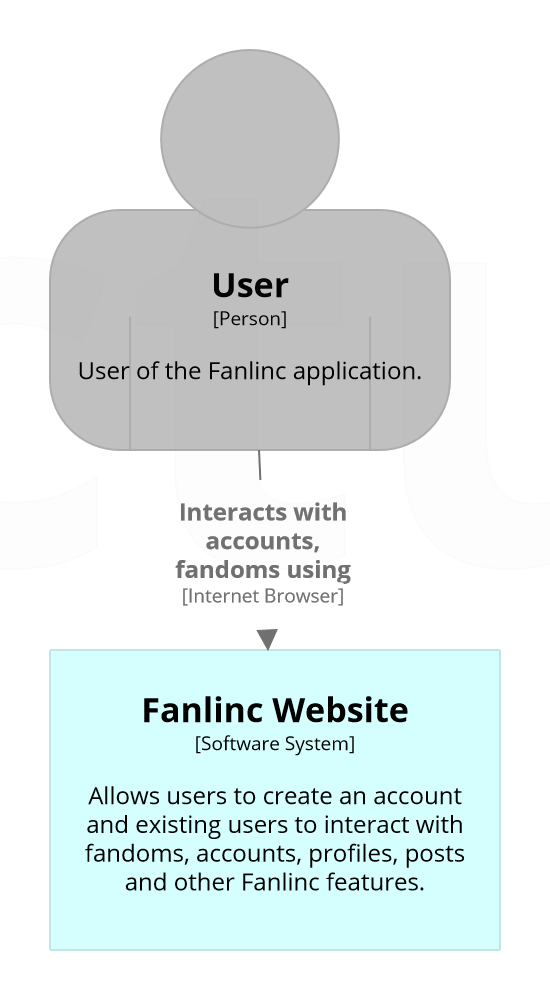 User
[Person]
User of the Fanlinc application.
Interacts with
accounts,
fandoms using
[Internet Browser]
Fanlinc Website
[Software System]
Allows users to create an account
and existing users to interact with
fandoms, accounts, profiles, posts
and other Fanlinc features.